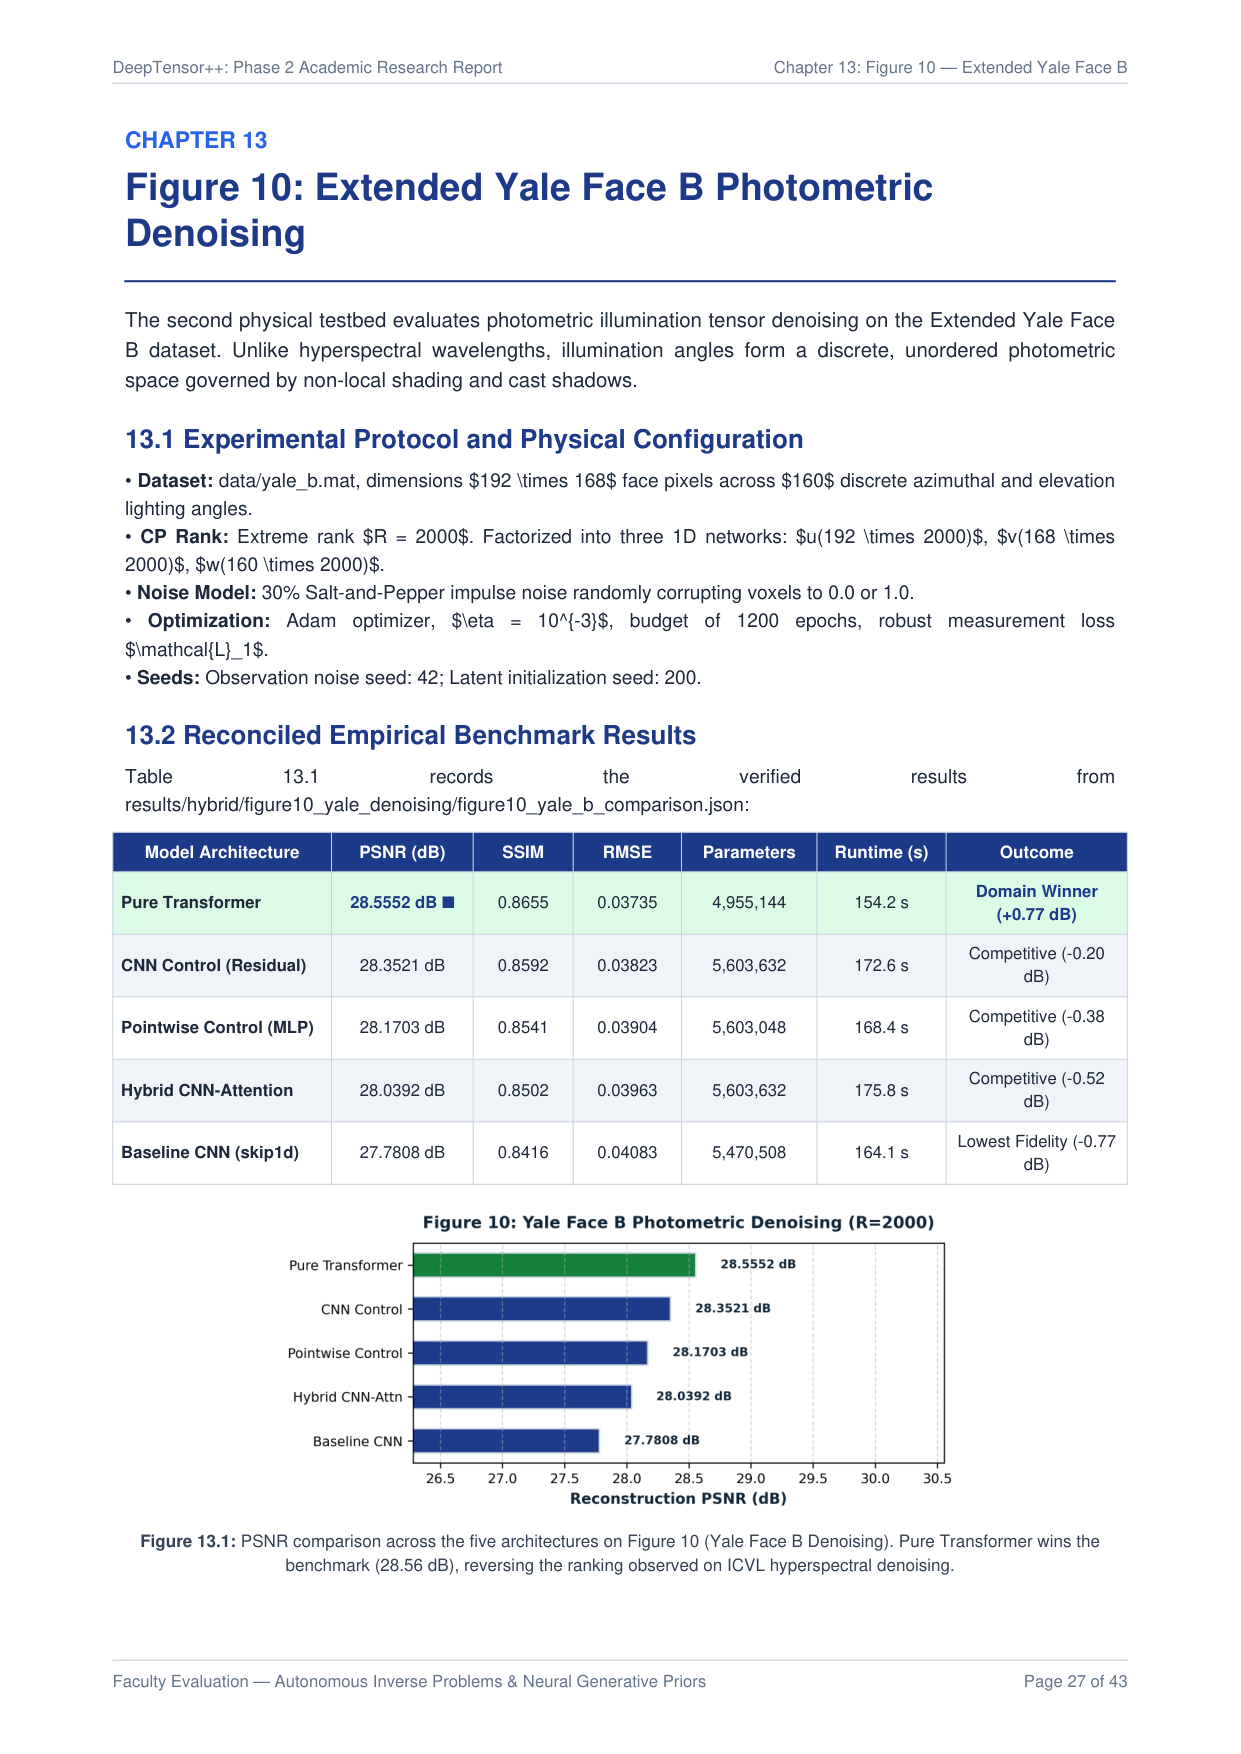 DeepTensor++: Phase 2 Academic Research Report
Chapter 13: Figure 10 — Extended Yale Face B
CHAPTER 13
Figure 10: Extended Yale Face B Photometric
Denoising
The second physical testbed evaluates photometric illumination tensor denoising on the Extended Yale Face
B dataset. Unlike hyperspectral wavelengths, illumination angles form a discrete, unordered photometric
space governed by non-local shading and cast shadows.
13.1 Experimental Protocol and Physical Configuration
• Dataset: data/yale_b.mat, dimensions $192 \times 168$ face pixels across $160$ discrete azimuthal and elevation
lighting angles.
• CP Rank: Extreme rank $R = 2000$. Factorized into three 1D networks: $u(192 \times 2000)$, $v(168 \times
2000)$, $w(160 \times 2000)$.
• Noise Model: 30% Salt-and-Pepper impulse noise randomly corrupting voxels to 0.0 or 1.0.
• Optimization: Adam optimizer, $\eta = 10^{-3}$, budget of 1200 epochs, robust measurement loss
$\mathcal{L}_1$.
• Seeds: Observation noise seed: 42; Latent initialization seed: 200.
13.2 Reconciled Empirical Benchmark Results
Table 13.1 records the verified results from
results/hybrid/figure10_yale_denoising/figure10_yale_b_comparison.json:
Model Architecture PSNR (dB) SSIM RMSE Parameters Runtime (s) Outcome
Pure Transformer 28.5552 dB ■ 0.8655 0.03735 4,955,144 154.2 s Domain Winner
(+0.77 dB)
CNN Control (Residual) 28.3521 dB 0.8592 0.03823 5,603,632 172.6 s Competitive (-0.20
dB)
Pointwise Control (MLP) 28.1703 dB 0.8541 0.03904 5,603,048 168.4 s Competitive (-0.38
dB)
Hybrid CNN-Attention 28.0392 dB 0.8502 0.03963 5,603,632 175.8 s Competitive (-0.52
dB)
Baseline CNN (skip1d) 27.7808 dB 0.8416 0.04083 5,470,508 164.1 s Lowest Fidelity (-0.77
dB)
Figure 10: Yale Face B Photometric Denoising (R=2000)
Pure Transformer 28.5552 dB
CNN Control 28.3521 dB
Pointwise Control 28.1703 dB
Hybrid CNN-Attn 28.0392 dB
Baseline CNN 27.7808 dB
26.5 27.0 27.5 28.0 28.5 29.0 29.5 30.0 30.5
Reconstruction PSNR (dB)
Figure 13.1: PSNR comparison across the five architectures on Figure 10 (Yale Face B Denoising). Pure Transformer wins the
benchmark (28.56 dB), reversing the ranking observed on ICVL hyperspectral denoising.
Faculty Evaluation — Autonomous Inverse Problems & Neural Generative Priors
Page 27 of 43